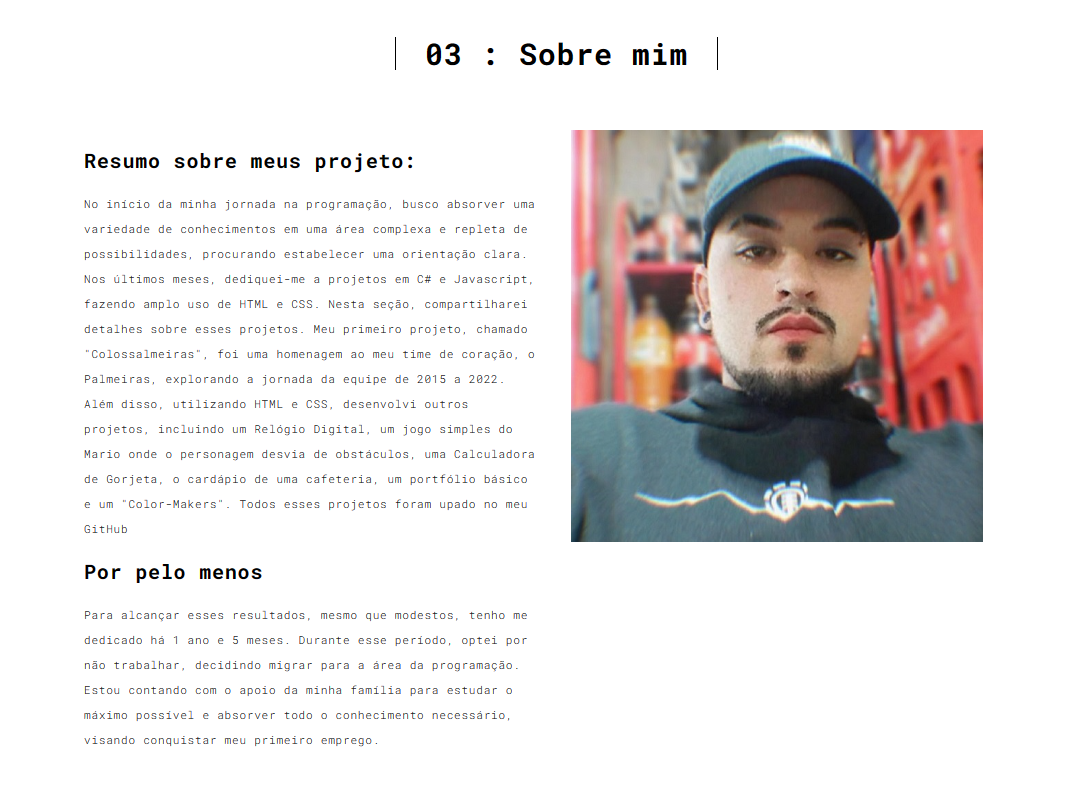 03 : Sobre mim
Resumo sobre meus projeto:
No início da minha jornada na programação, busco absorver uma
variedade de conhecimentos em uma área complexa e repleta de
possibilidades, procurando estabelecer uma orientação clara.
Nos últimos meses, dediquei-me a projetos em C# e Javascript,
fazendo amplo uso de HTML e CSS. Nesta seção, compartilharei
detalhes sobre esses projetos. Meu primeiro projeto, chamado
"Colossalmeiras", foi uma homenagem ao meu time de coração, o
Palmeiras, explorando a jornada da equipe de 2015 a 2022.
Além disso, utilizando HTML e CSS, desenvolvi outros
projetos, incluindo um Relógio Digital, um jogo simples do
Mario onde o personagem desvia de obstáculos, uma Calculadora
de Gorjeta, o cardápio de uma cafeteria, um portfólio básico
e um "Color-Makers". Todos esses projetos foram upado no meu
GitHub
Por pelo menos
Para alcançar esses resultados, mesmo que modestos, tenho me
dedicado há 1 ano e 5 meses. Durante esse período, optei por
não trabalhar, decidindo migrar para a área da programação.
Estou contando com o apoio da minha família para estudar o
máximo possível e absorver todo o conhecimento necessário,
visando conquistar meu primeiro emprego.